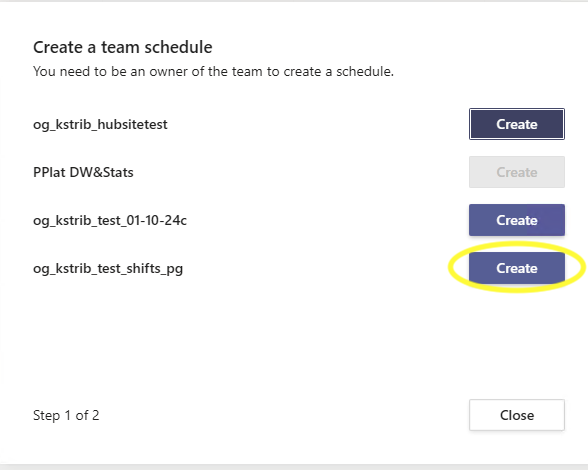 Create a team schedule
You need to be an owner of the team to create a schedule.
og_kstrib_hubsitetest Create
PPlat DW&Stats Create
og_kstrib_test_01-10-24c Create
og_kstrib_test_shifts_pg Create
Step 1 of 2 Close